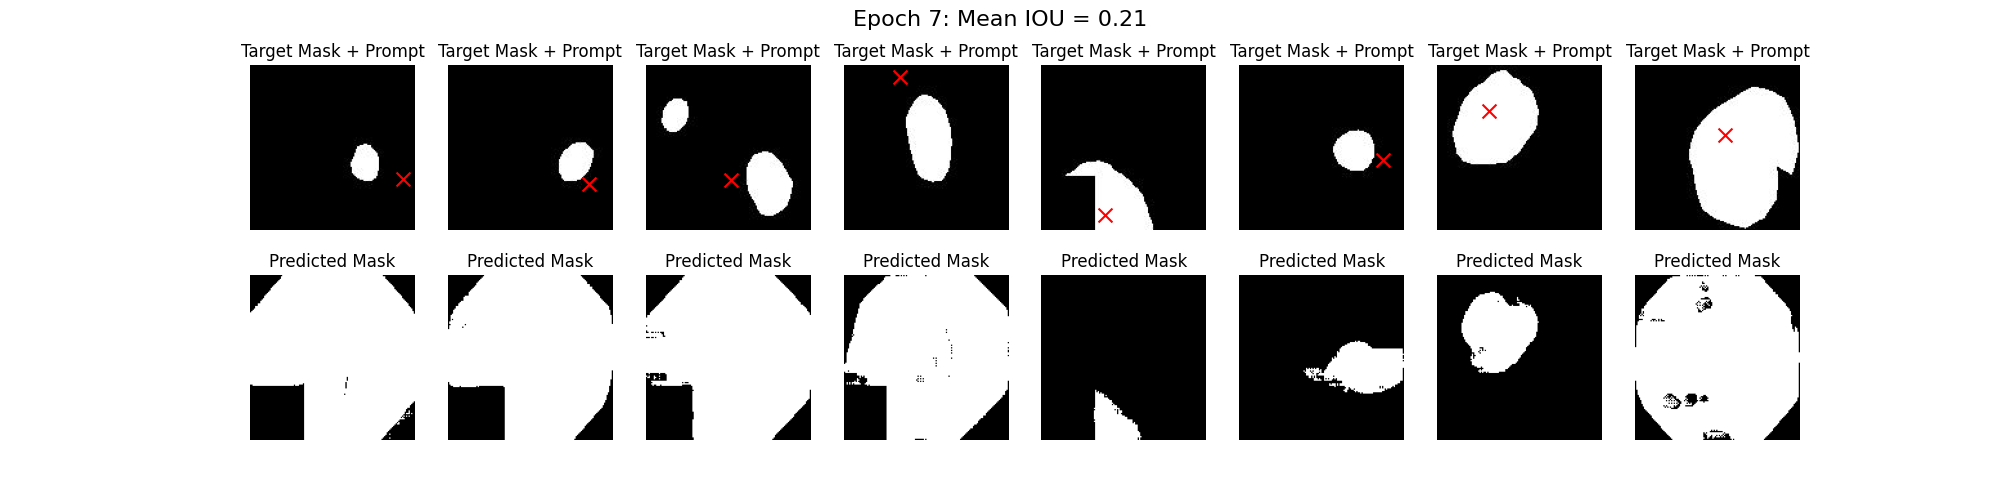 Epoch 7: Mean IOU = 0.21
Target Mask + Prompt Target Mask + Prompt Target Mask + Prompt Target Mask + Prompt Target Mask + Prompt Target Mask + Prompt Target Mask + Prompt Target Mask + Prompt
Predicted Mask Predicted Mask Predicted Mask Predicted Mask Predicted Mask Predicted Mask Predicted Mask Predicted Mask